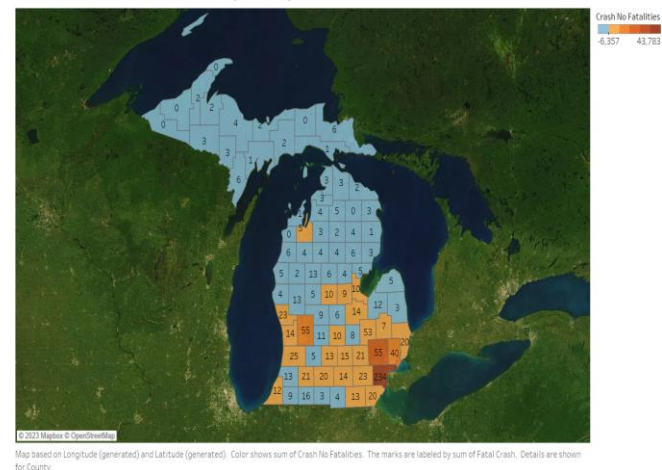 Crash No Fatalities
-6,357 43,783
0
2
0 2
0 4 2 0 6
3 2
3 1 1
6
3 3 2
3
4 5 0 3
0 3 2 4 1
6 4 4 4 6 3
5 2 13 6 4 5
5
4 13 5 10 9 10
12 3
23 9 6 14
14 55 11 10 8 53 7 20
25 5 13 15 21 55 40
13 21 20 14 23 234
12 9 16 3 4 13 20
© 2023 Mapbox © OpenStreetMap
Map based on Longitude (generated) and Latitude (generated). Color shows sum of Crash No Fatalities. The marks are labeled by sum of Fatal Crash. Details are shown
for County.